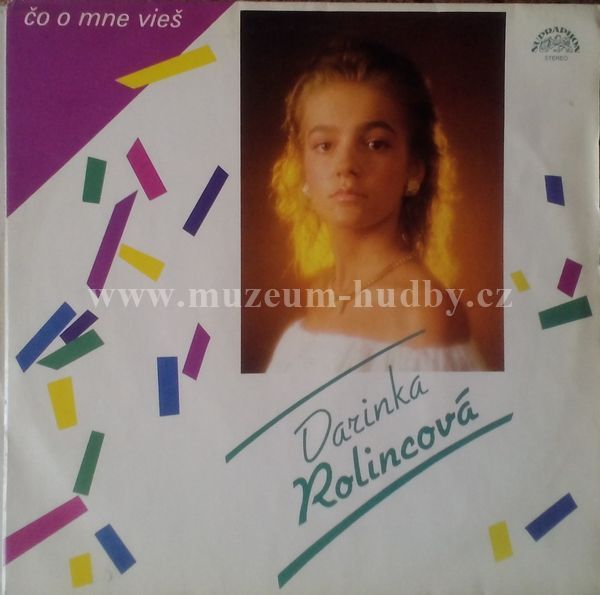 čo o mne vieš
SUPRAPHON
STEREO
www.muzeum-hudby.cz
Darinka
Rolincová